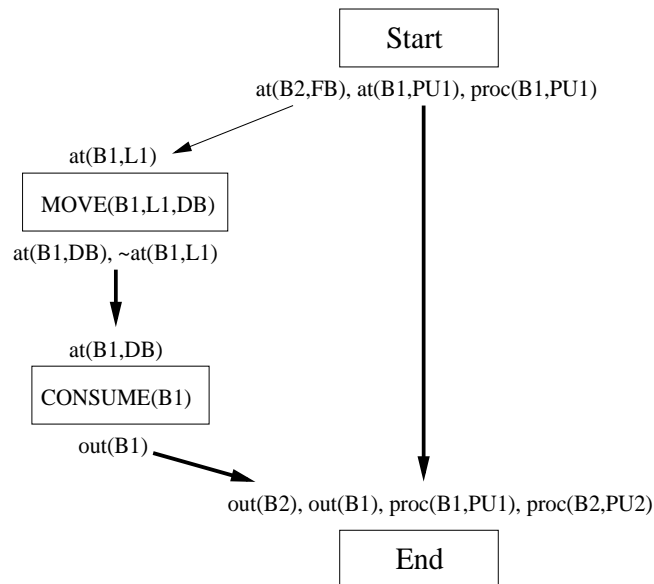 Start
at(B2,FB), at(B1,PU1), proc(B1,PU1)
at(B1,L1)
MOVE(B1,L1,DB)
at(B1,DB), ~at(B1,L1)
at(B1,DB)
CONSUME(B1)
out(B1)
out(B2), out(B1), proc(B1,PU1), proc(B2,PU2)
End